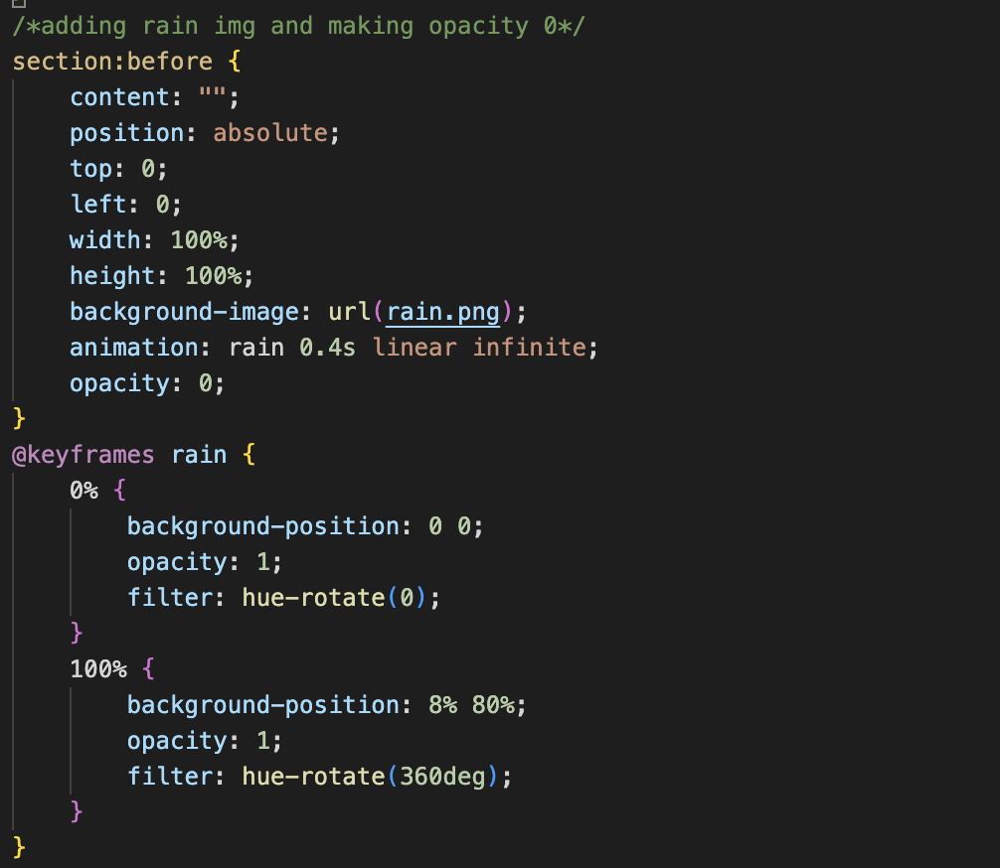 /*adding rain img and making opacity 0*/
section:before {
    content: "";
    position: absolute;
    top: 0;
    left: 0;
    width: 100%;
    height: 100%;
    background-image: url(rain.png);
    animation: rain 0.4s linear infinite;
    opacity: 0;
}
@keyframes rain {
    0% {
        background-position: 0 0;
        opacity: 1;
        filter: hue-rotate(0);
    }
    100% {
        background-position: 8% 80%;
        opacity: 1;
        filter: hue-rotate(360deg);
    }
}